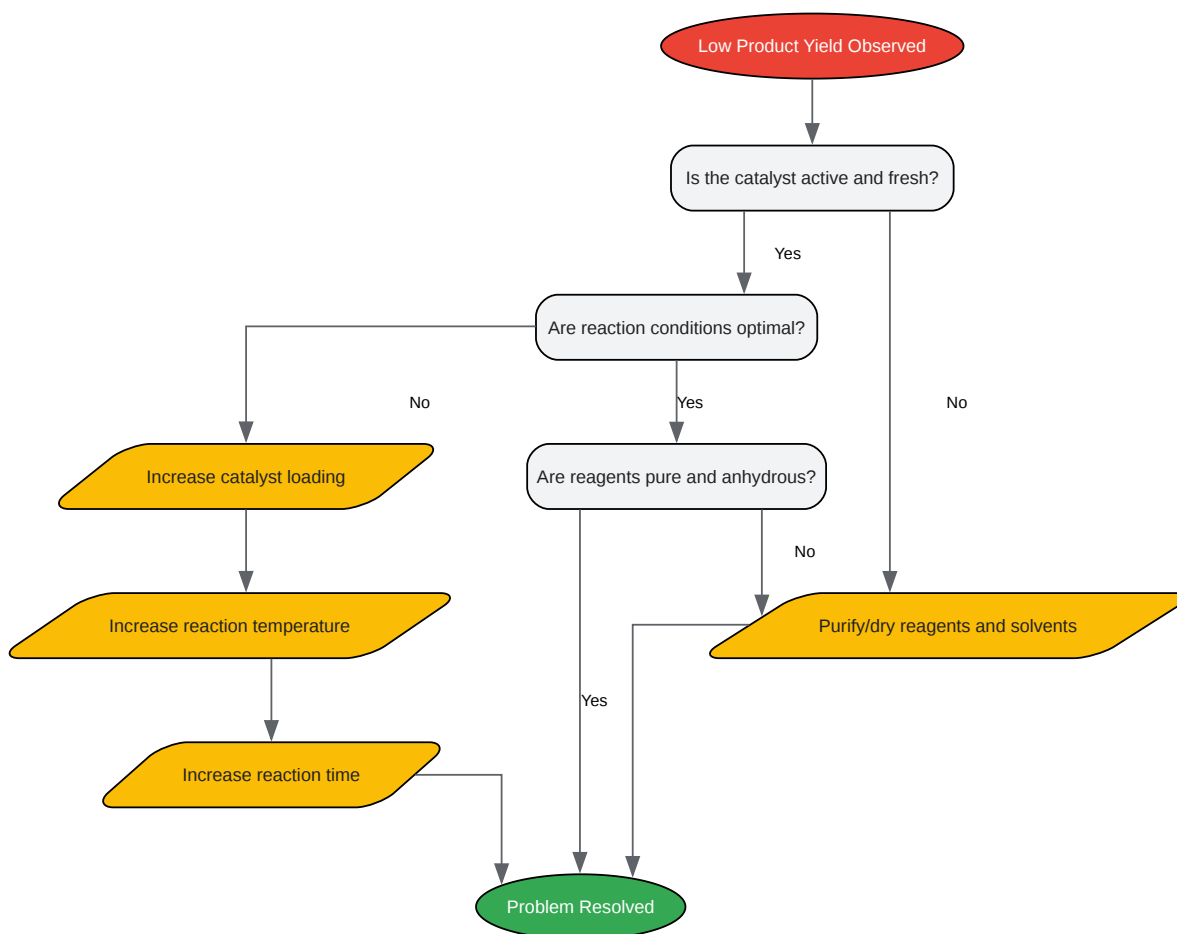 Low Product Yield Observed
Is the catalyst active and fresh?
Yes
Are reaction conditions optimal?
No
Yes
No
Increase catalyst loading
Are reagents pure and anhydrous?
No
Increase reaction temperature
Purify/dry reagents and solvents
Yes
Increase reaction time
Problem Resolved